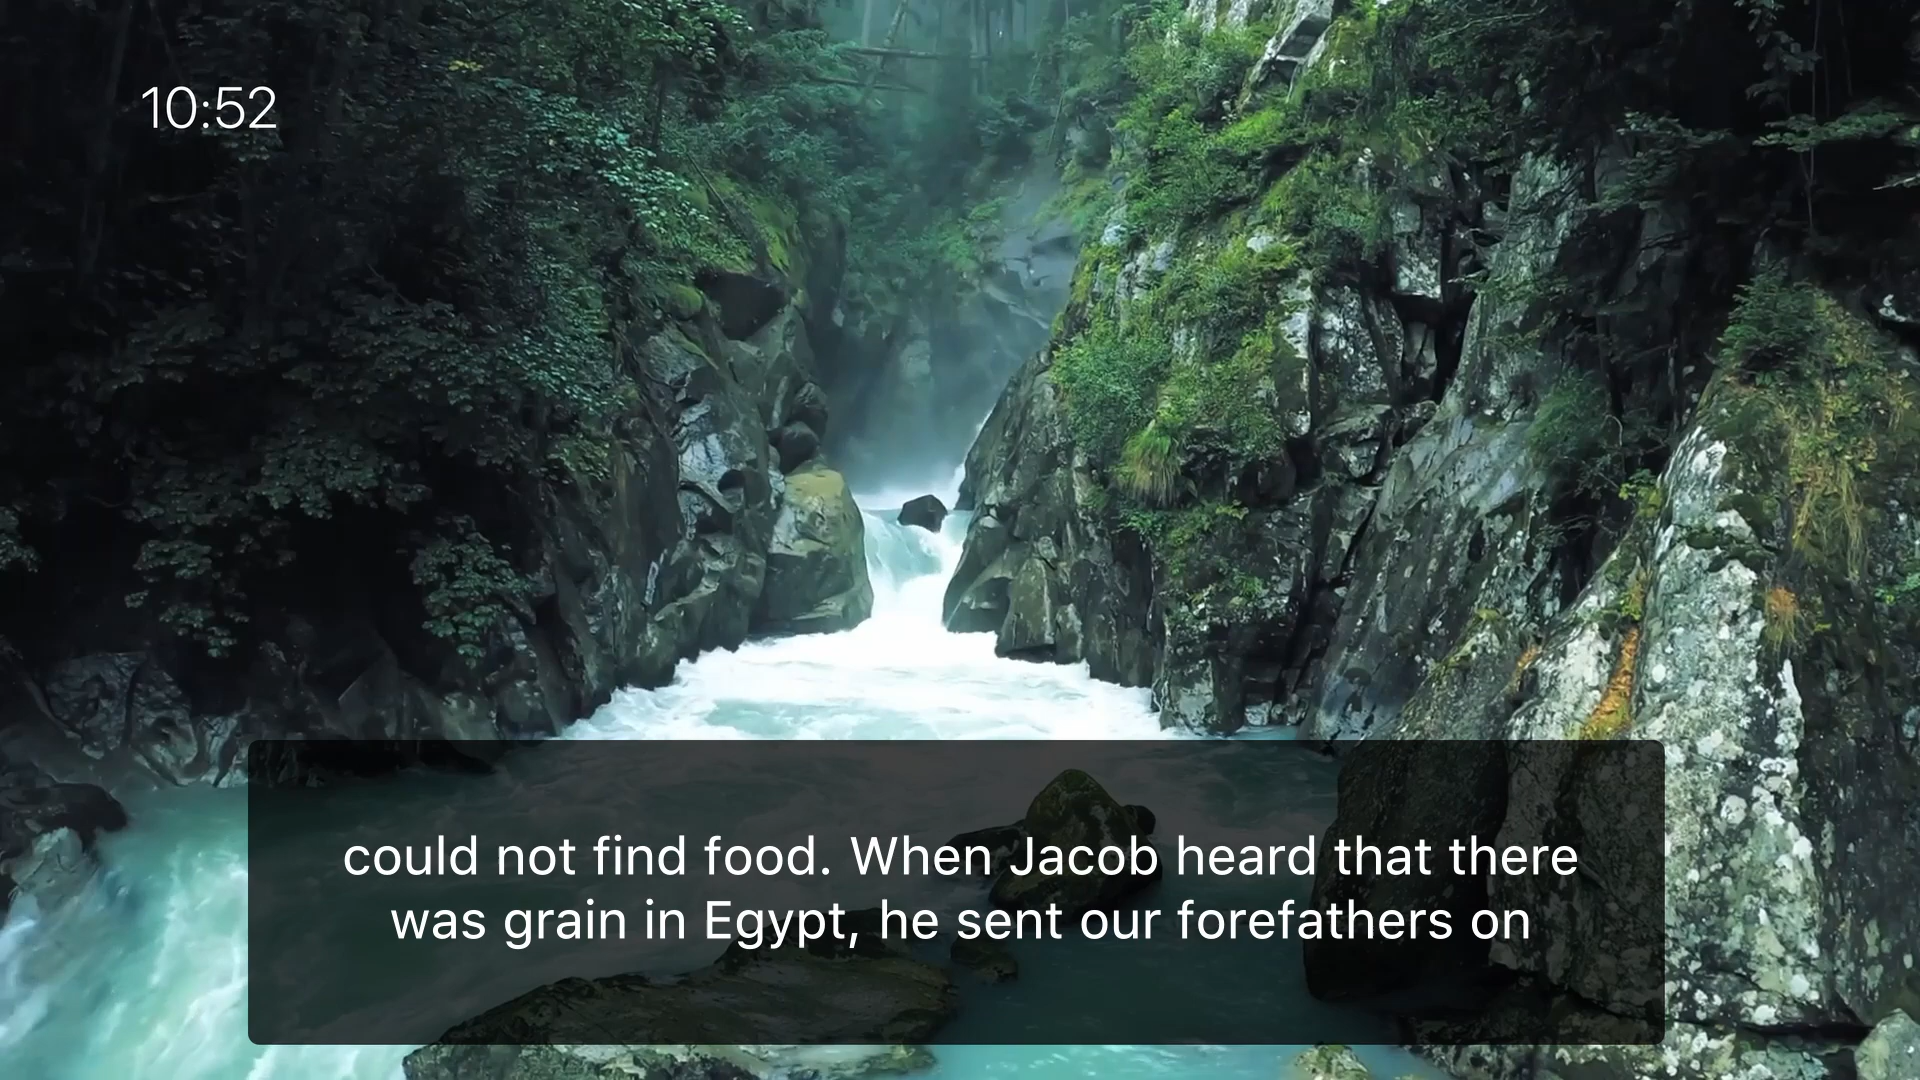 10:52
could not find food. When Jacob heard that there
was grain in Egypt, he sent our forefathers on